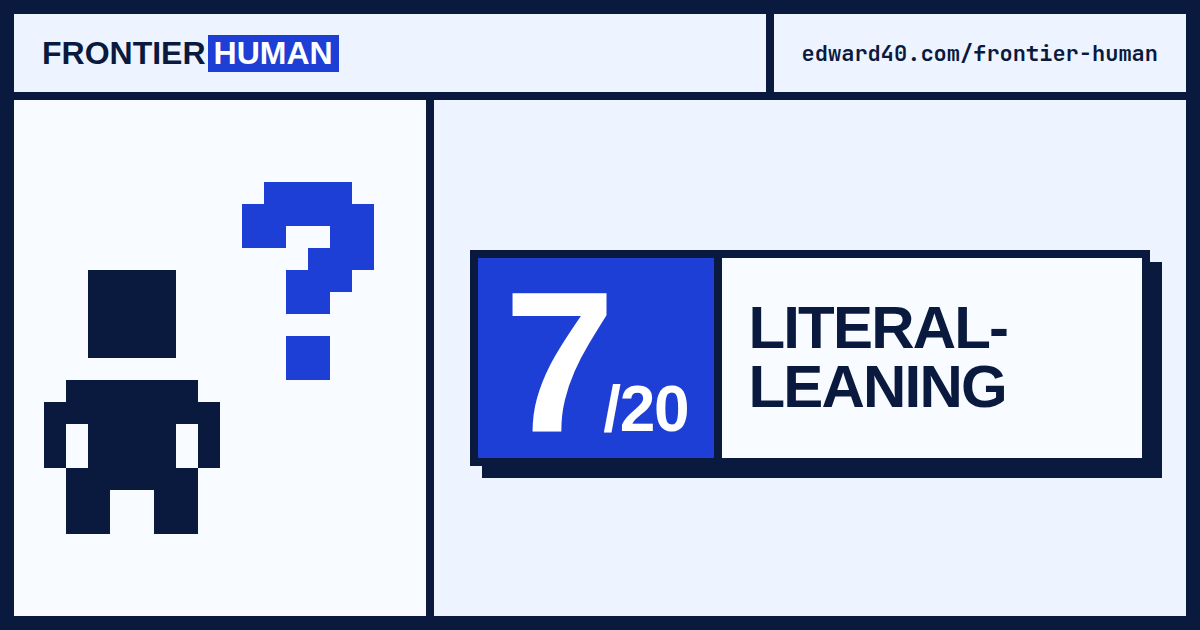 FRONTIER HUMAN
edward40.com/frontier-human
?
7/20
LITERAL-
LEANING